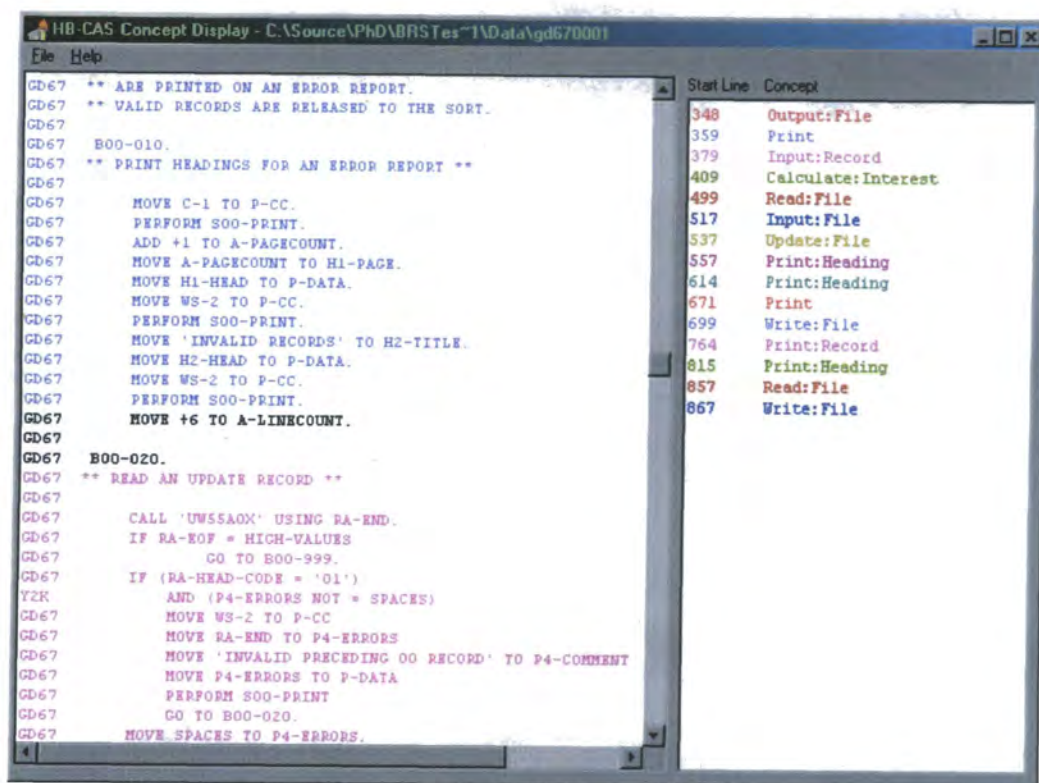 HB-CAS Concept Display - C:\Source\PhD\BRSTes~1\Data\gd670001
File Help
GD67 ** ARE PRINTED ON AN ERROR REPORT.
GD67 ** VALID RECORDS ARE RELEASED TO THE SORT.
GD67
GD67 B00-010.
GD67 ** PRINT HEADINGS FOR AN ERROR REPORT **
GD67
GD67 MOVE C-1 TO P-CC.
GD67 PERFORM S00-PRINT.
GD67 ADD +1 TO A-PAGECOUNT.
GD67 MOVE A-PAGECOUNT TO H1-PAGE.
GD67 MOVE H1-HEAD TO P-DATA.
GD67 MOVE WS-2 TO P-CC.
GD67 PERFORM S00-PRINT.
GD67 MOVE 'INVALID RECORDS' TO H2-TITLE.
GD67 MOVE H2-HEAD TO P-DATA.
GD67 MOVE WS-2 TO P-CC.
GD67 PERFORM S00-PRINT.
GD67 MOVE +6 TO A-LINECOUNT.
GD67
GD67 B00-020.
GD67 ** READ AN UPDATE RECORD **
GD67
GD67 CALL 'UW55A0X' USING RA-END.
GD67 IF RA-EOF = HIGH-VALUES
GD67 GO TO B00-999.
GD67 IF (RA-HEAD-CODE = '01')
Y2K AND (P4-ERRORS NOT = SPACES)
GD67 MOVE WS-2 TO P-CC
GD67 MOVE RA-END TO P4-ERRORS
GD67 MOVE 'INVALID PRECEDING 00 RECORD' TO P4-COMMENT
GD67 MOVE P4-ERRORS TO P-DATA
GD67 PERFORM S00-PRINT
GD67 GO TO B00-020.
GD67 MOVE SPACES TO P4-ERRORS.
Start Line Concept
348 Output:File
359 Print
379 Input:Record
409 Calculate:Interest
499 Read:File
517 Input:File
537 Update:File
557 Print:Heading
614 Print:Heading
671 Print
699 Write:File
764 Print:Record
815 Print:Heading
857 Read:File
867 Write:File